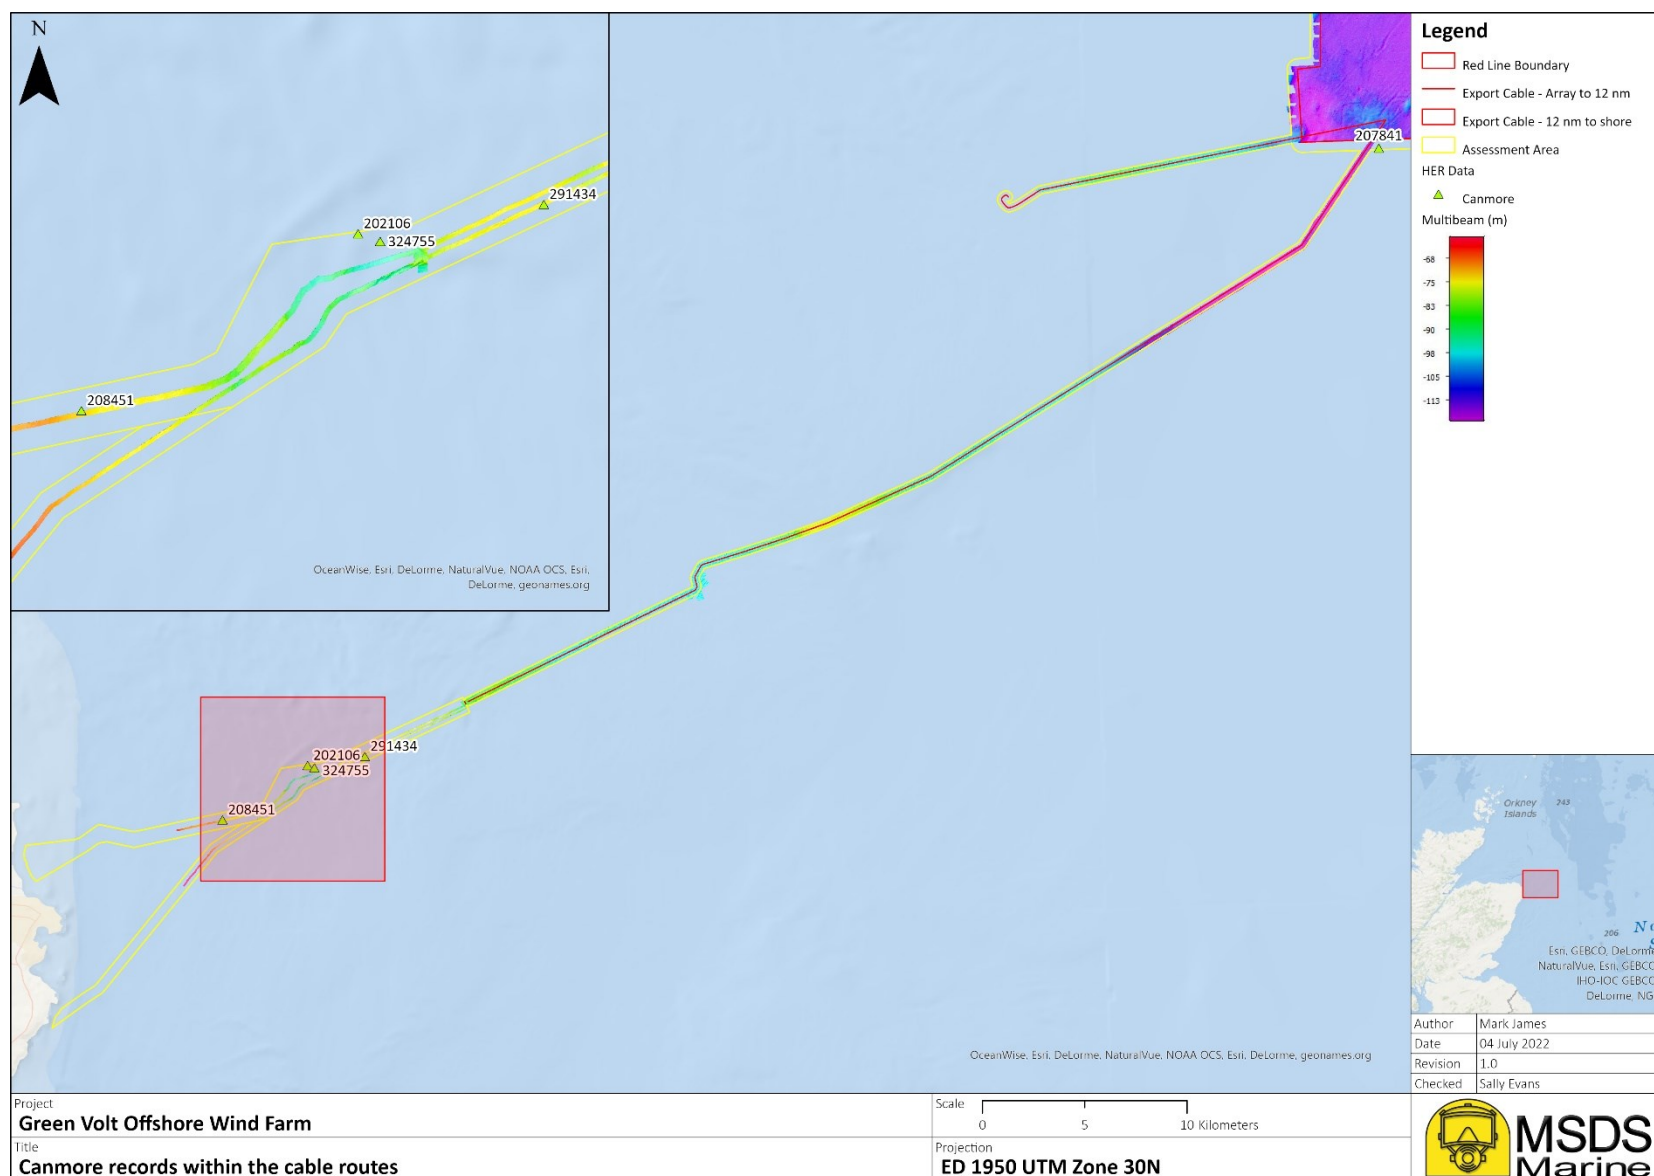 N
291434
202106
324755
208451
OceanWise, Esri, DeLorme, NaturalVue, NOAA OCS, Esri,
DeLorme, geonames.org
207841
291434
202106
324755
208451
OceanWise, Esri, DeLorme, NaturalVue, NOAA OCS, Esri, DeLorme, geonames.org
Legend
Red Line Boundary
Export Cable - Array to 12 nm
Export Cable - 12 nm to shore
Assessment Area
HER Data
Canmore
Multibeam (m)
-68
-75
-83
-90
-98
-105
-113
Orkney
Islands
243
206
Esri, GEBCO, DeLorme
NaturalVue, Esri, GEBCO
IHO-IOC GEBCO
DeLorme, NG
Author Mark James
Date 04 July 2022
Revision 1.0
Checked Sally Evans
Project
Green Volt Offshore Wind Farm
Title
Canmore records within the cable routes
Scale
0 5 10 Kilometers
Projection
ED 1950 UTM Zone 30N
MSDS
Marine